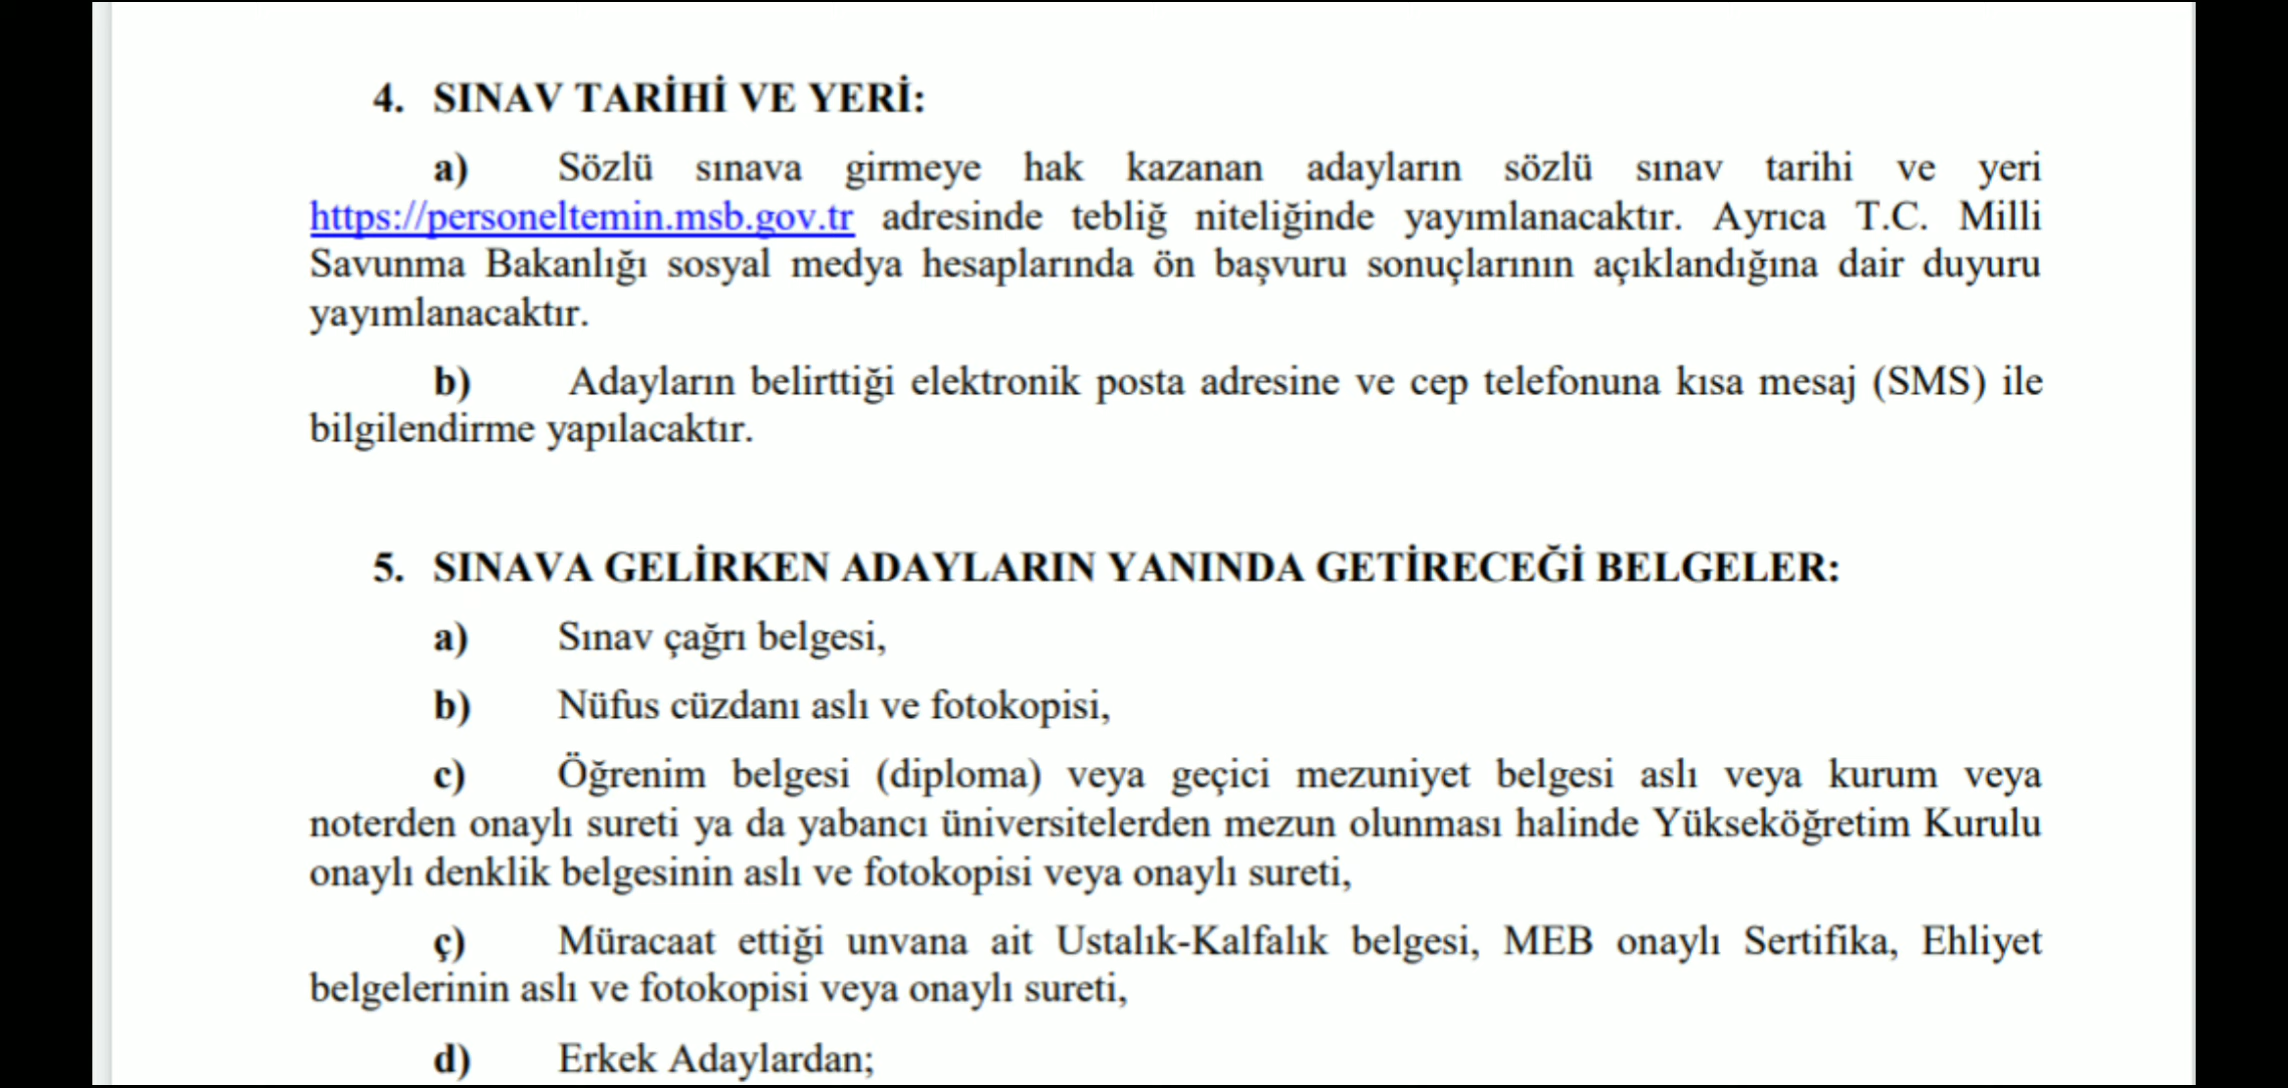 4. SINAV TARİHİ VE YERİ:
a) Sözlü sınava girmeye hak kazanan adayların sözlü sınav tarihi ve yeri
https://personeltemin.msb.gov.tr adresinde tebliğ niteliğinde yayımlanacaktır. Ayrıca T.C. Milli
Savunma Bakanlığı sosyal medya hesaplarında ön başvuru sonuçlarının açıklandığına dair duyuru
yayımlanacaktır.
b) Adayların belirttiği elektronik posta adresine ve cep telefonuna kısa mesaj (SMS) ile
bilgilendirme yapılacaktır.
5. SINAVA GELİRKEN ADAYLARIN YANINDA GETİRECEĞİ BELGELER:
a) Sınav çağrı belgesi,
b) Nüfus cüzdanı aslı ve fotokopisi,
c) Öğrenim belgesi (diploma) veya geçici mezuniyet belgesi aslı veya kurum veya
noterden onaylı sureti ya da yabancı üniversitelerden mezun olunması halinde Yükseköğretim Kurulu
onaylı denklik belgesinin aslı ve fotokopisi veya onaylı sureti,
ç) Müracaat ettiği unvana ait Ustalık-Kalfalık belgesi, MEB onaylı Sertifika, Ehliyet
belgelerinin aslı ve fotokopisi veya onaylı sureti,
d) Erkek Adaylardan;